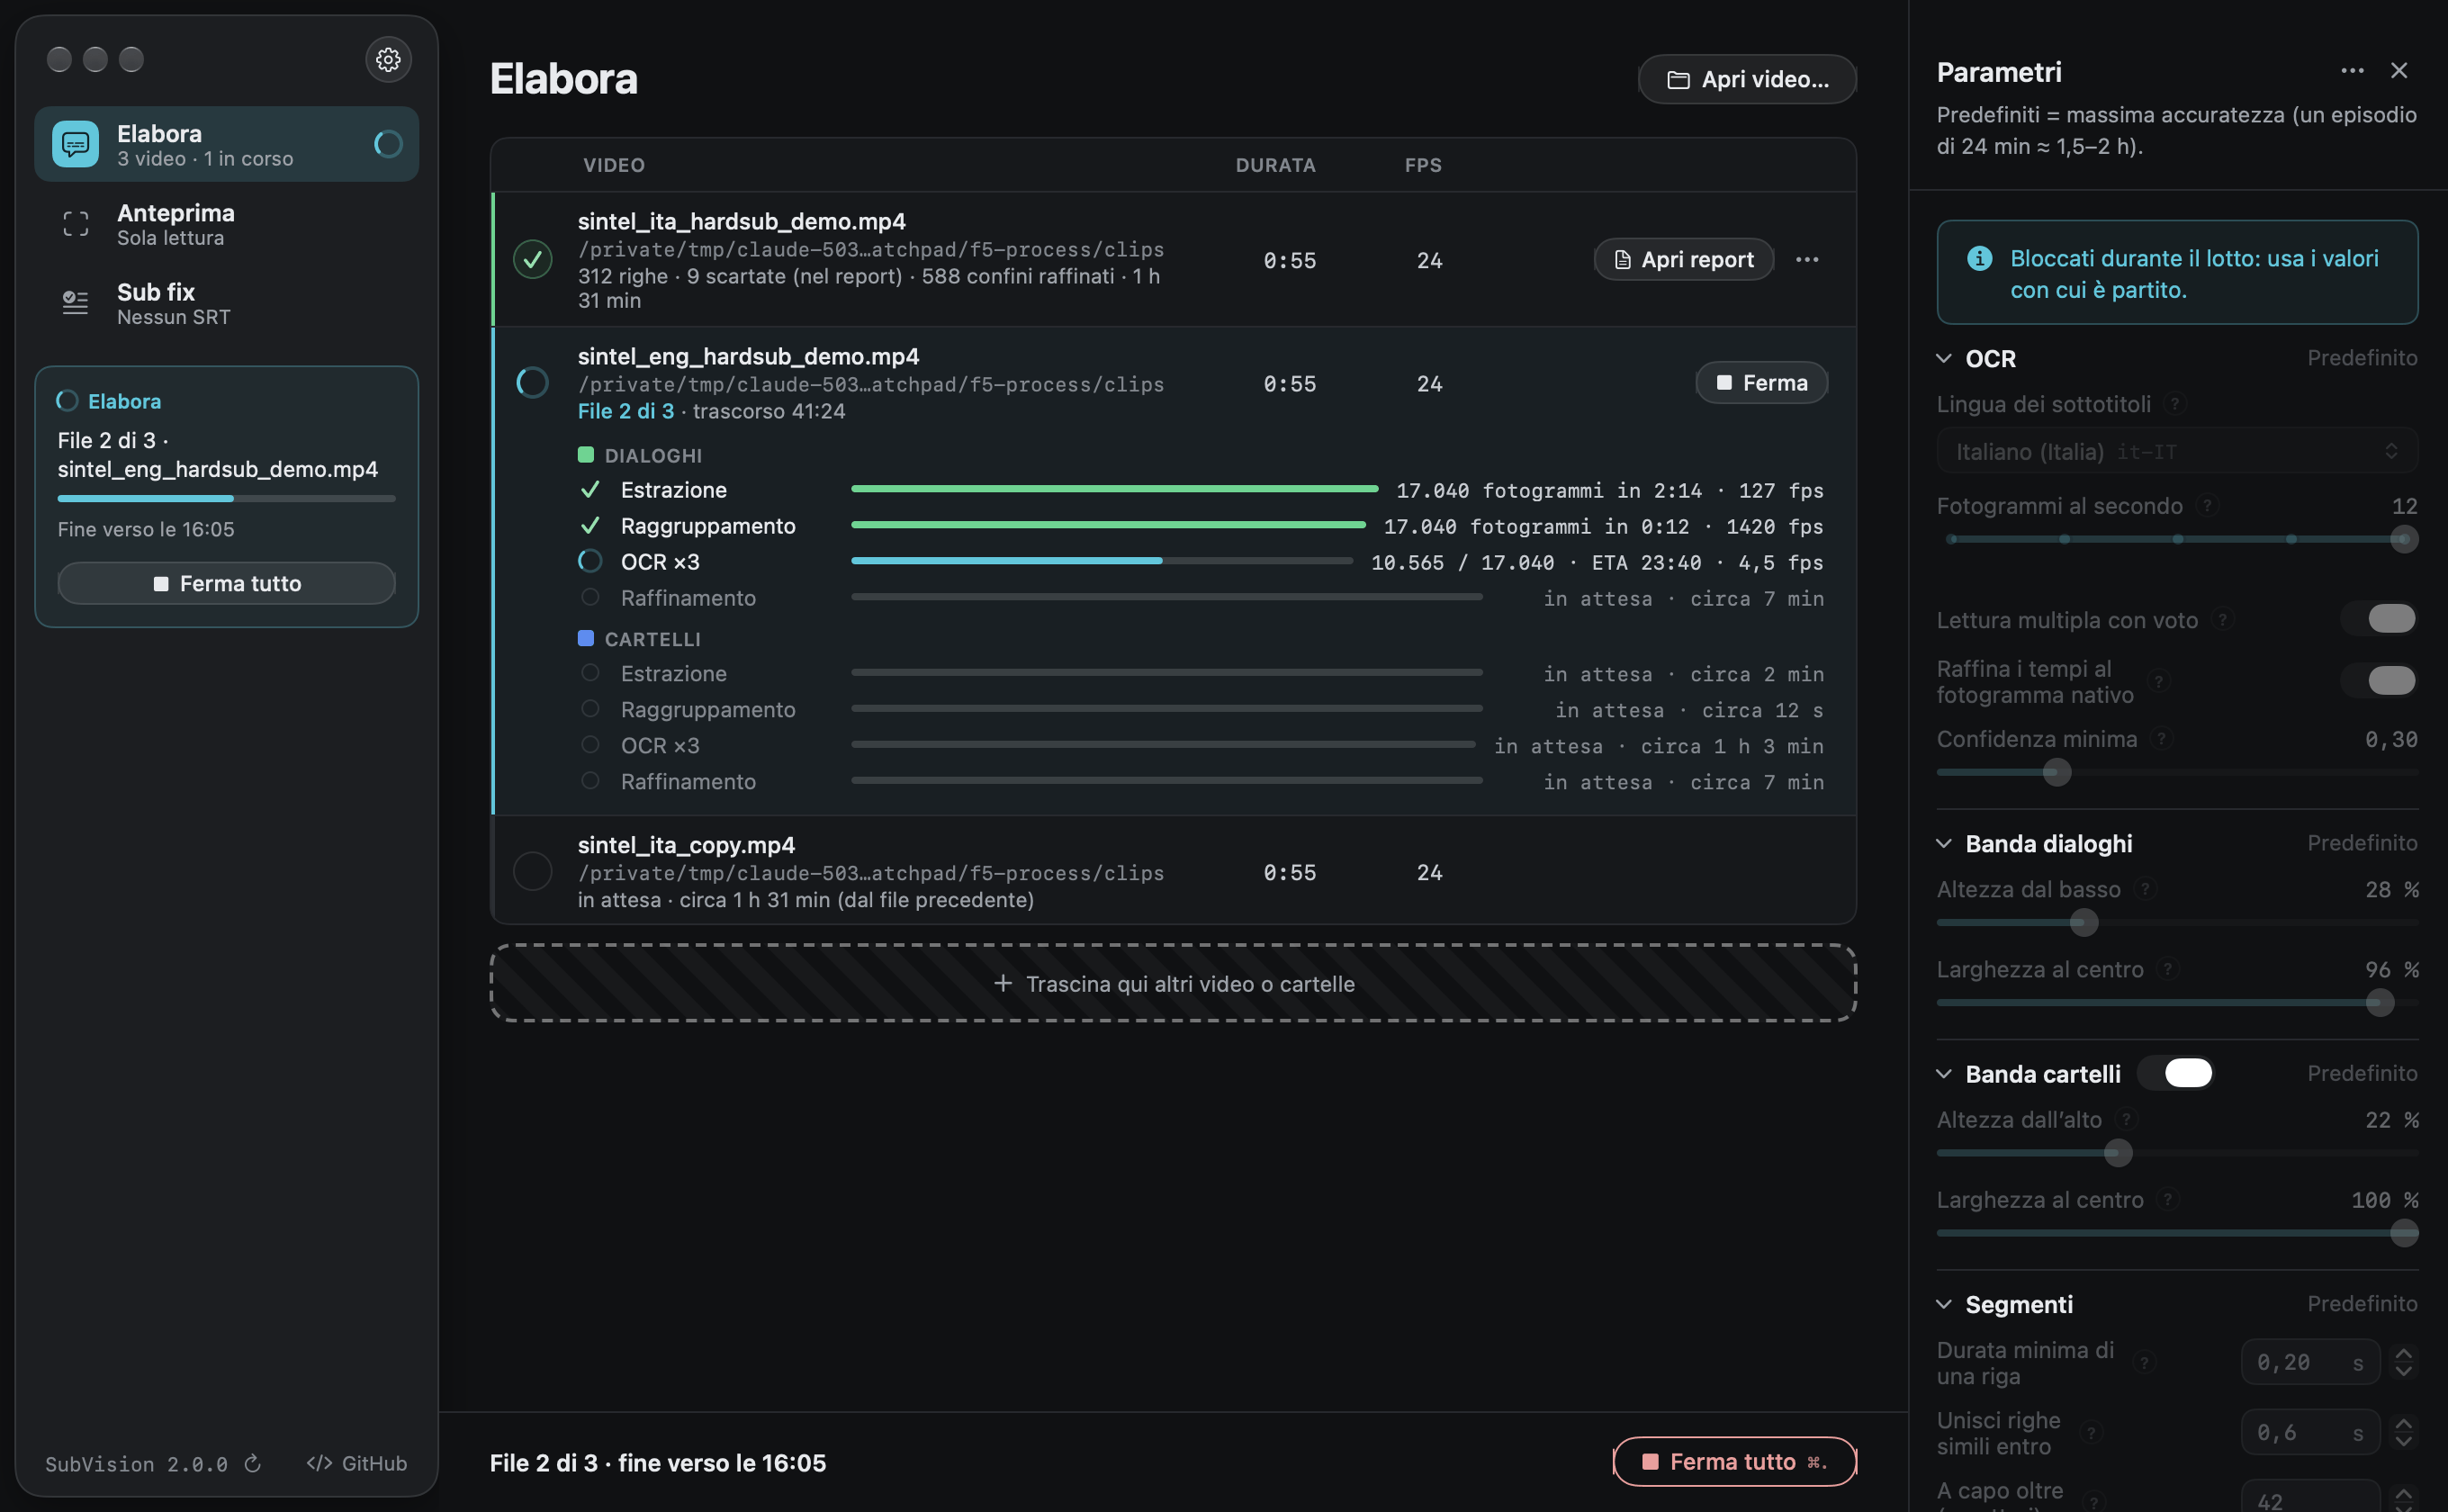 Elabora
3 video · 1 in corso
Anteprima
Sola lettura
Sub fix
Nessun SRT
Elabora
File 2 di 3 ·
sintel_eng_hardsub_demo.mp4
Fine verso le 16:05
Ferma tutto
SubVision 2.0.0
</> GitHub
Elabora
Apri video…
VIDEO DURATA FPS
sintel_ita_hardsub_demo.mp4
/private/tmp/claude-503…atchpad/f5-process/clips
312 righe · 9 scartate (nel report) · 588 confini raffinati · 1 h
31 min
0:55 24
Apri report
sintel_eng_hardsub_demo.mp4
/private/tmp/claude-503…atchpad/f5-process/clips
File 2 di 3 · trascorso 41:24
0:55 24
Ferma
DIALOGHI
Estrazione 17.040 fotogrammi in 2:14 · 127 fps
Raggruppamento 17.040 fotogrammi in 0:12 · 1420 fps
OCR ×3 10.565 / 17.040 · ETA 23:40 · 4,5 fps
Raffinamento in attesa · circa 7 min
CARTELLI
Estrazione in attesa · circa 2 min
Raggruppamento in attesa · circa 12 s
OCR ×3 in attesa · circa 1 h 3 min
Raffinamento in attesa · circa 7 min
sintel_ita_copy.mp4
/private/tmp/claude-503…atchpad/f5-process/clips
in attesa · circa 1 h 31 min (dal file precedente)
0:55 24
+ Trascina qui altri video o cartelle
File 2 di 3 · fine verso le 16:05
Ferma tutto ⌘.
Parametri
Predefiniti = massima accuratezza (un episodio
di 24 min ≈ 1,5–2 h).
Bloccati durante il lotto: usa i valori
con cui è partito.
OCR Predefinito
Lingua dei sottotitoli ?
Italiano (Italia) it-IT
Fotogrammi al secondo ? 12
Lettura multipla con voto ?
Raffina i tempi al
fotogramma nativo ?
Confidenza minima ? 0,30
Banda dialoghi Predefinito
Altezza dal basso ? 28 %
Larghezza al centro ? 96 %
Banda cartelli Predefinito
Altezza dall’alto ? 22 %
Larghezza al centro ? 100 %
Segmenti Predefinito
Durata minima di
una riga ? 0,20 s
Unisci righe
simili entro ? 0,6 s
A capo oltre
? 42